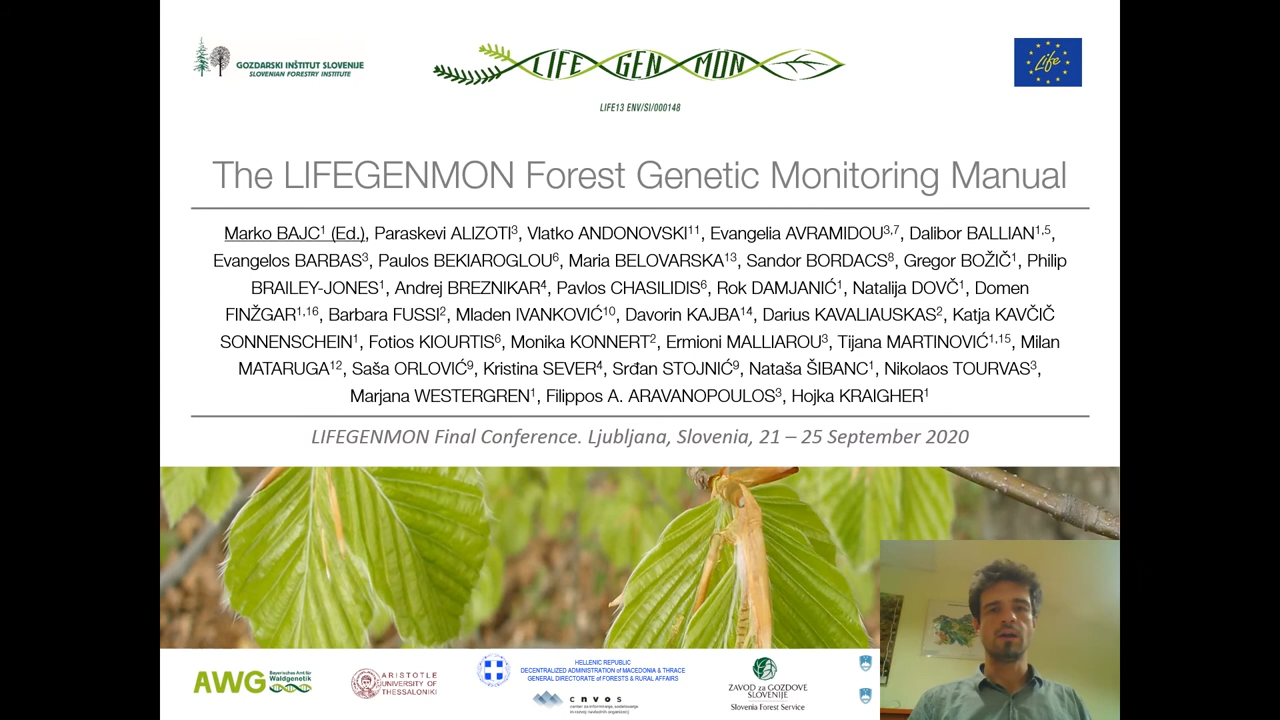 GOZDARSKI INŠTITUT SLOVENIJE
SLOVENIAN FORESTRY INSTITUTE
LIFE GEN MON
Life
LIFE13 ENV/SI/000148
The LIFEGENMON Forest Genetic Monitoring Manual
Marko BAJC¹ (Ed.), Paraskevi ALIZOTI³, Vlatko ANDONOVSKI¹¹, Evangelia AVRAMIDOU³,⁷, Dalibor BALLIAN¹,⁵,
Evangelos BARBAS³, Paulos BEKIAROGLOU⁶, Maria BELOVARSKA¹³, Sandor BORDACS⁸, Gregor BOŽIČ¹, Philip
BRAILEY-JONES¹, Andrej BREZNIKAR⁴, Pavlos CHASILIDIS⁶, Rok DAMJANIĆ¹, Natalija DOVČ¹, Domen
FINŽGAR¹,¹⁶, Barbara FUSSI², Mladen IVANKOVIĆ¹⁰, Davorin KAJBA¹⁴, Darius KAVALIAUSKAS², Katja KAVČIČ
SONNENSCHEIN¹, Fotios KIOURTIS⁶, Monika KONNERT², Ermioni MALLIAROU³, Tijana MARTINOVIĆ¹,¹⁵, Milan
MATARUGA¹², Saša ORLOVIĆ⁹, Kristina SEVER⁴, Srđan STOJNIĆ⁹, Nataša ŠIBANC¹, Nikolaos TOURVAS³,
Marjana WESTERGREN¹, Filippos A. ARAVANOPOULOS³, Hojka KRAIGHER¹
LIFEGENMON Final Conference. Ljubljana, Slovenia, 21 – 25 September 2020
AWG Bayerisches Amt für
Waldgenetik
ARISTOTLE
UNIVERSITY OF
THESSALONIKI
HELLENIC REPUBLIC
DECENTRALIZED ADMINISTRATION of MACEDONIA & THRACE
GENERAL DIRECTORATE of FORESTS & RURAL AFFAIRS
cnvos
ZAVOD za GOZDOVE
SLOVENIJE
Slovenia Forest Service